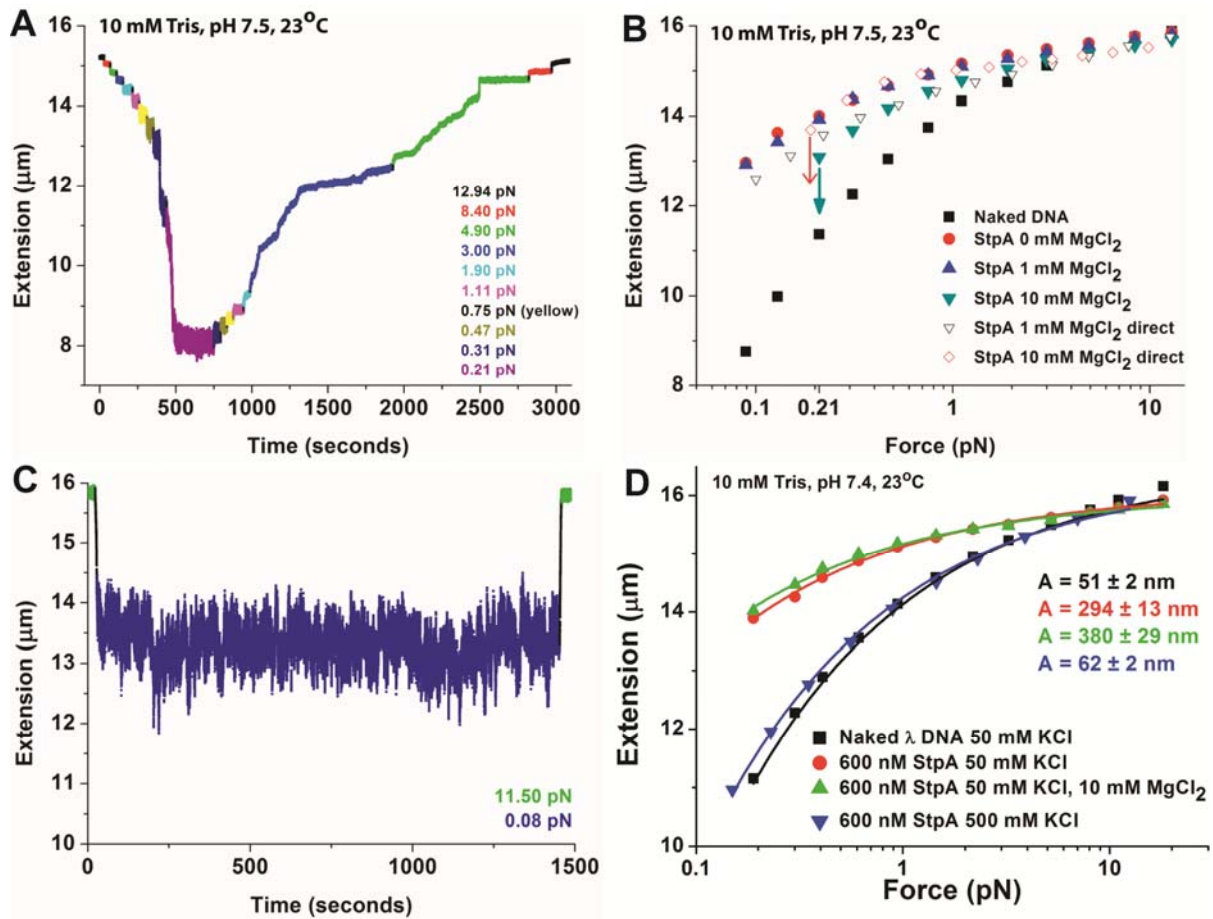 A
10 mM Tris, pH 7.5, 23°C
16
14
12
10
8
Extension (μm)
12.94 pN
8.40 pN
4.90 pN
3.00 pN
1.90 pN
1.11 pN
0.75 pN (yellow)
0.47 pN
0.31 pN
0.21 pN
0 500 1000 1500 2000 2500 3000
Time (seconds)
B
10 mM Tris, pH 7.5, 23°C
16
14
12
10
8
Extension (μm)
Naked DNA
StpA 0 mM MgCl₂
StpA 1 mM MgCl₂
StpA 10 mM MgCl₂
StpA 1 mM MgCl₂ direct
StpA 10 mM MgCl₂ direct
0.1 0.21 1 10
Force (pN)
C
16
15
14
13
12
11
10
Extension (μm)
11.50 pN
0.08 pN
0 500 1000 1500
Time (seconds)
D
10 mM Tris, pH 7.4, 23°C
16
14
12
10
Extension (μm)
A = 51 ± 2 nm
A = 294 ± 13 nm
A = 380 ± 29 nm
A = 62 ± 2 nm
Naked λ DNA 50 mM KCl
600 nM StpA 50 mM KCl
600 nM StpA 50 mM KCl, 10 mM MgCl₂
600 nM StpA 500 mM KCl
0.1 1 10
Force (pN)